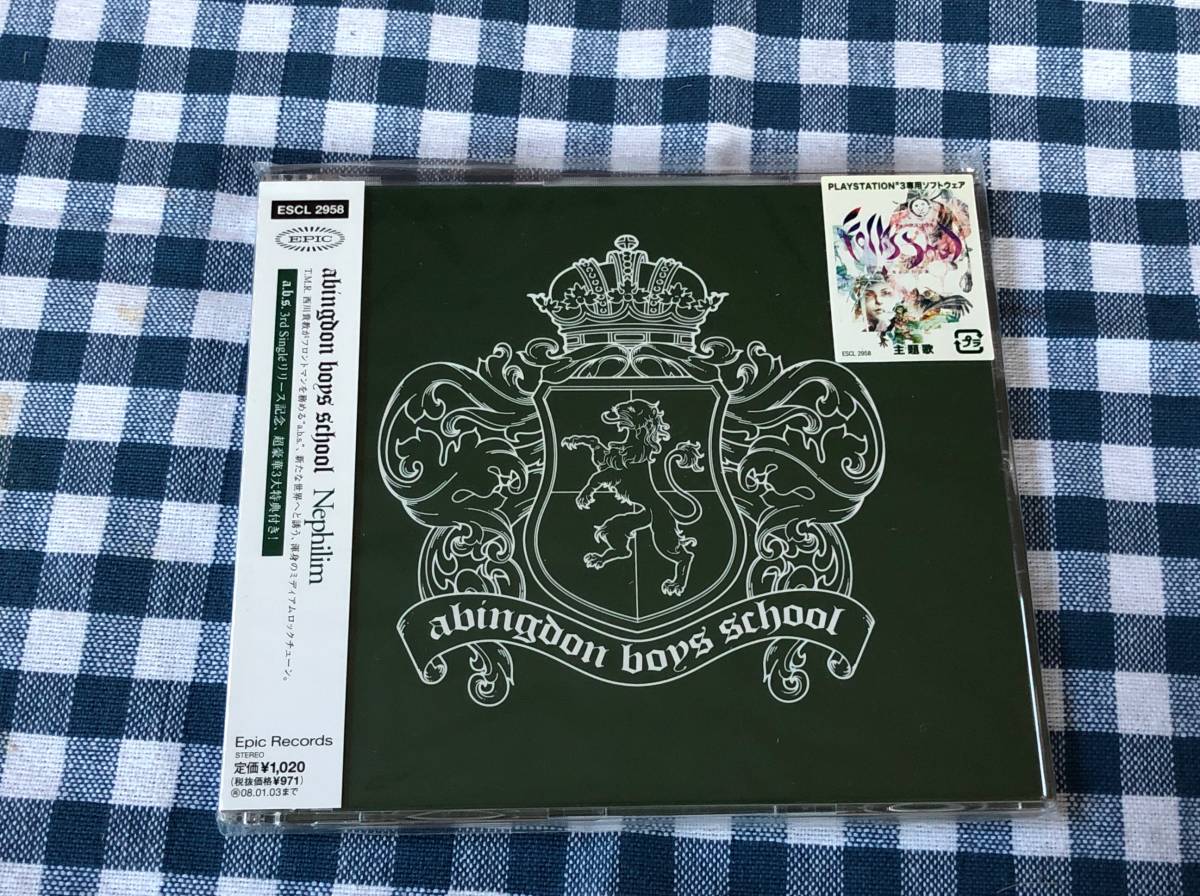 ESCL 2958
EPIC
abingdon boys school Nephilim
T.M.R. 西川貴教がフロントマンを務める"a.b.s."、新たな世界へと誘う、渾身のミディアムロックチューン。
a.b.s. 3rd Singleリリース記念、超豪華3大特典付き!
Epic Records
STEREO
定価¥1,020
(税抜価格¥971)
08.01.03まで
PLAYSTATION®3専用ソフトウェア
FolksSoul
ESCL 2958
主題歌
abingdon boys school